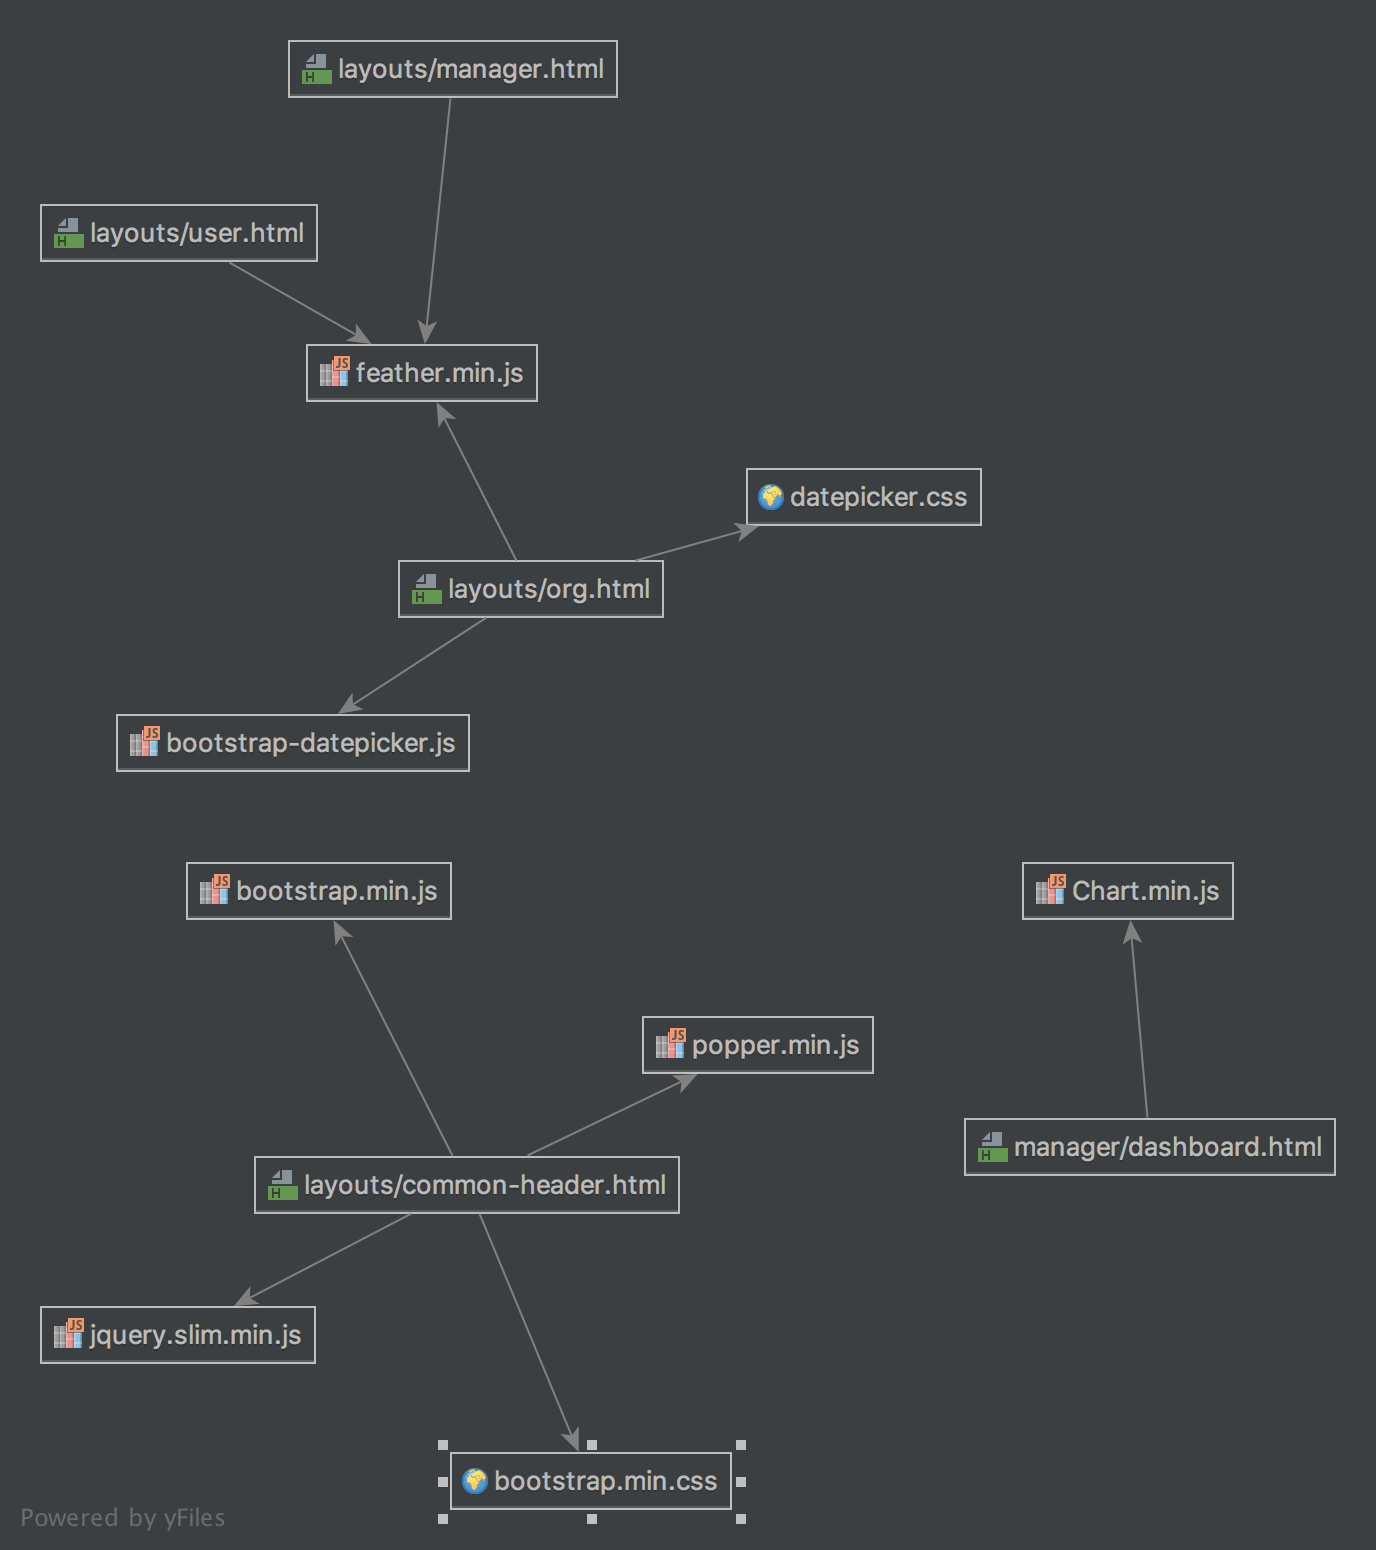 layouts/manager.html
layouts/user.html
feather.min.js
datepicker.css
layouts/org.html
bootstrap-datepicker.js
bootstrap.min.js
Chart.min.js
popper.min.js
manager/dashboard.html
layouts/common-header.html
jquery.slim.min.js
bootstrap.min.css
Powered by yFiles